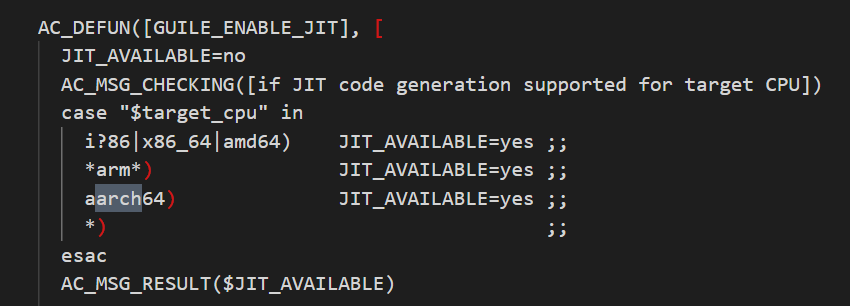 AC_DEFUN([GUILE_ENABLE_JIT], [
  JIT_AVAILABLE=no
  AC_MSG_CHECKING([if JIT code generation supported for target CPU])
  case "$target_cpu" in
    i?86|x86_64|amd64)    JIT_AVAILABLE=yes ;;
    *arm*)                JIT_AVAILABLE=yes ;;
    aarch64)              JIT_AVAILABLE=yes ;;
    *)                                      ;;
  esac
  AC_MSG_RESULT($JIT_AVAILABLE)